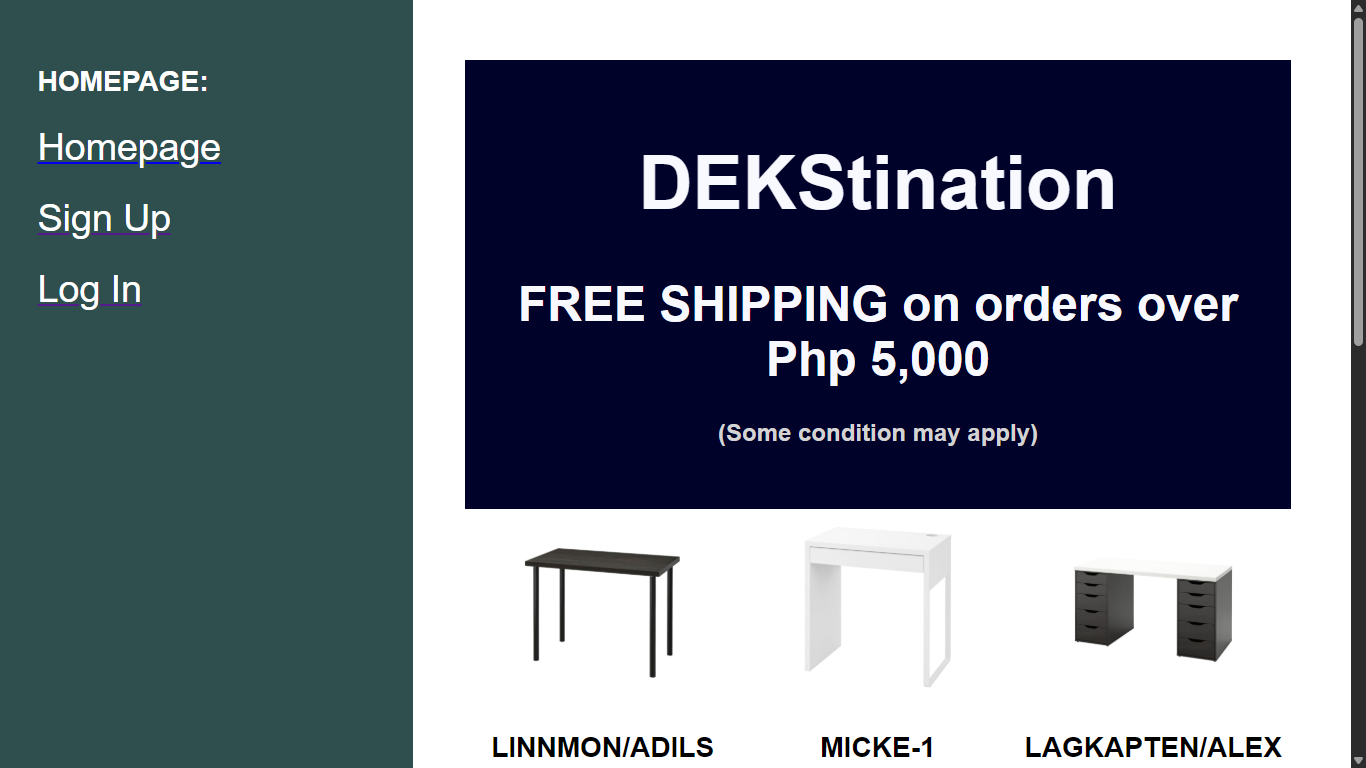 HOMEPAGE:
Homepage
Sign Up
Log In
DEKStination
FREE SHIPPING on orders over
Php 5,000
(Some condition may apply)
LINNMON/ADILS
MICKE-1
LAGKAPTEN/ALEX